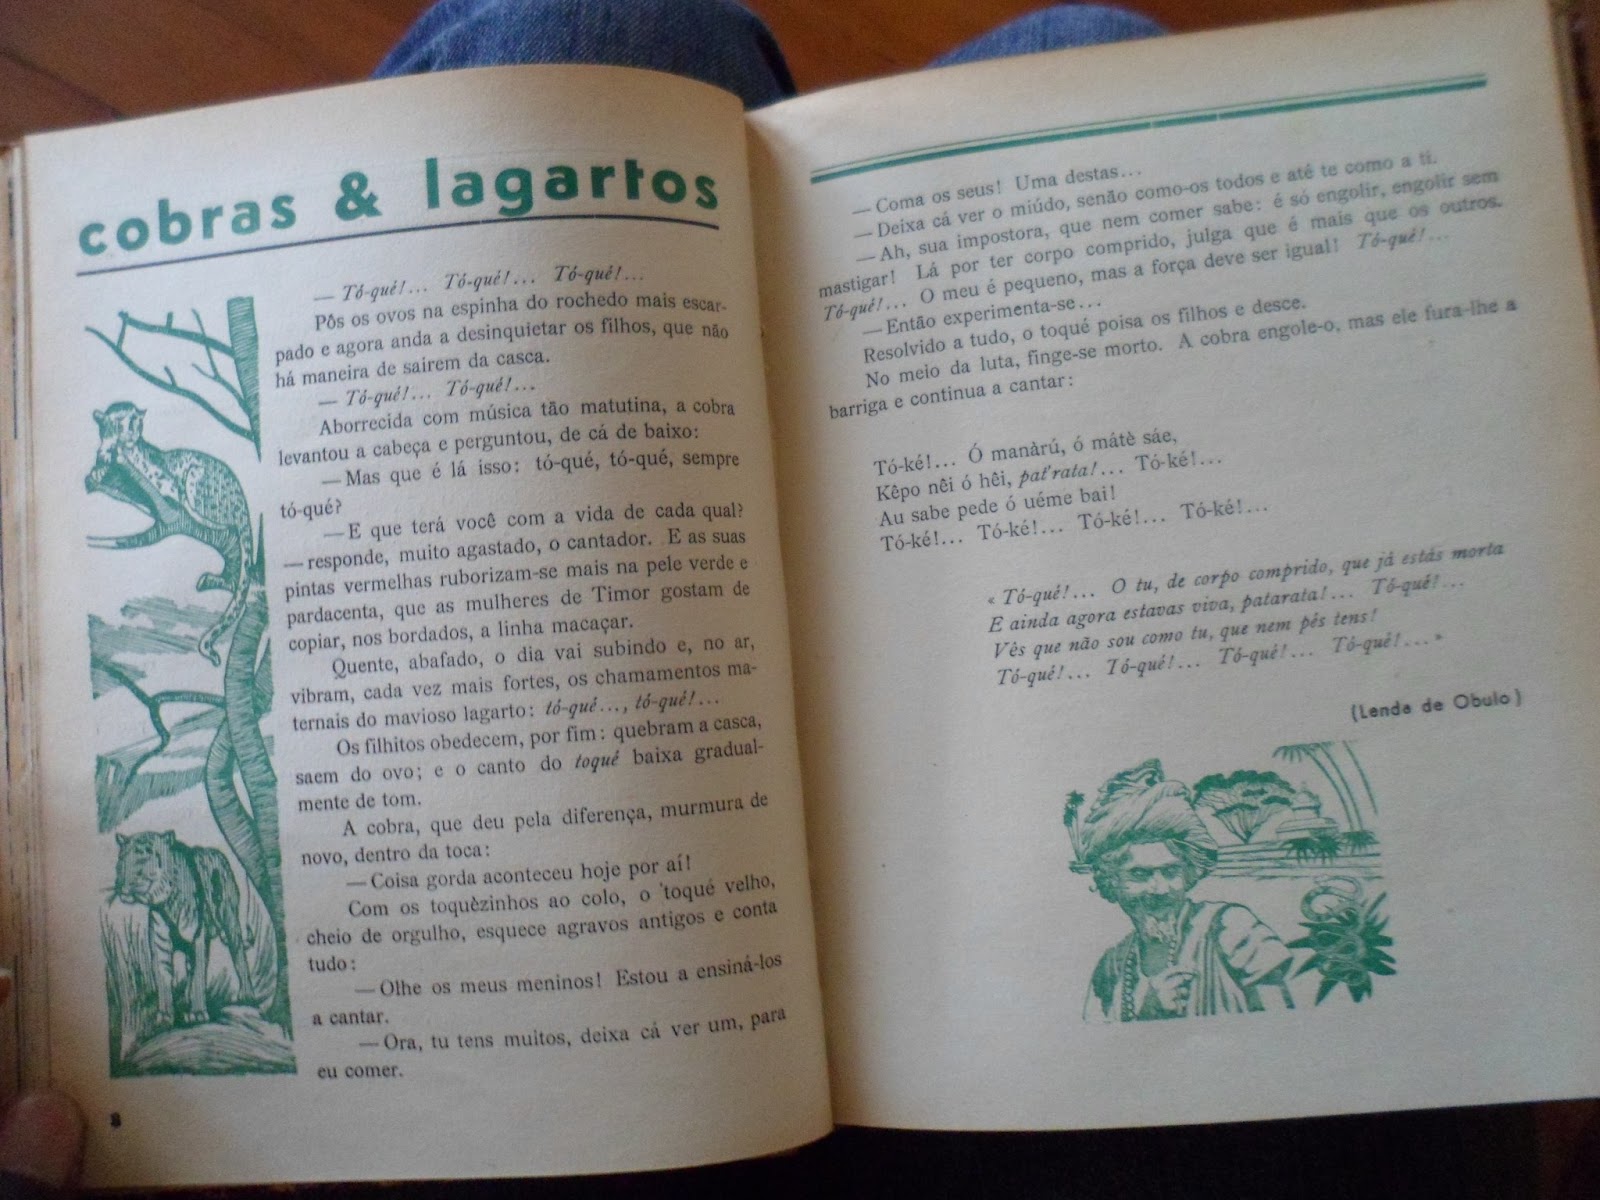 cobras & lagartos
— Tó-qué!... Tó-qué!... Tó-qué!...
Pôs os ovos na espinha do rochedo mais escar-
pado e agora anda a desinquietar os filhos, que não
há maneira de sairem da casca.
— Tó-qué!... Tó-qué!...
Aborrecida com música tão matutina, a cobra
levantou a cabeça e perguntou, de cá de baixo:
— Mas que é lá isso: tó-qué, tó-qué, sempre
tó-qué?
— E que terá você com a vida de cada qual?
— responde, muito agastado, o cantador. E as suas
pintas vermelhas ruborizam-se mais na pele verde e
pardacenta, que as mulheres de Timor gostam de
copiar, nos bordados, a linha macaçar.
Quente, abafado, o dia vai subindo e, no ar,
vibram, cada vez mais fortes, os chamamentos ma-
ternais do mavioso lagarto: tó-qué..., tó-qué!...
Os filhitos obedecem, por fim: quebram a casca,
saem do ovo; e o canto do toqué baixa gradual-
mente de tom.
A cobra, que deu pela diferença, murmura de
novo, dentro da toca:
— Coisa gorda aconteceu hoje por aí!
Com os toquèzinhos ao colo, o 'toqué velho,
cheio de orgulho, esquece agravos antigos e conta
tudo:
— Olhe os meus meninos! Estou a ensiná-los
a cantar.
— Ora, tu tens muitos, deixa cá ver um, para
eu comer.
8
— Coma os seus! Uma destas...
— Deixa cá ver o miúdo, senão como-os todos e até te como a ti.
— Ah, sua impostora, que nem comer sabe: é só engolir, engolir sem
mastigar! Lá por ter corpo comprido, julga que é mais que os outros.
Tó-qué!... O meu é pequeno, mas a força deve ser igual! Tó-qué!...
— Então experimenta-se...
Resolvido a tudo, o toqué poisa os filhos e desce.
No meio da luta, finge-se morto. A cobra engole-o, mas ele fura-lhe a
barriga e continua a cantar:
Tó-ké!... Ó manàrú, ó mátè sáe,
Kêpo nêi ó hêi, pat'rata!... Tó-ké!...
Au sabe pede ó uéme bai!
Tó-ké!... Tó-ké!... Tó-ké!... Tó-ké!...
« Tó-qué!... O tu, de corpo comprido, que já estás morta
E ainda agora estavas viva, patarata!... Tó-qué!...
Vês que não sou como tu, que nem pés tens!
Tó-qué!... Tó-qué!... Tó-qué!... Tó-qué!...»
(Lenda de Obulo)